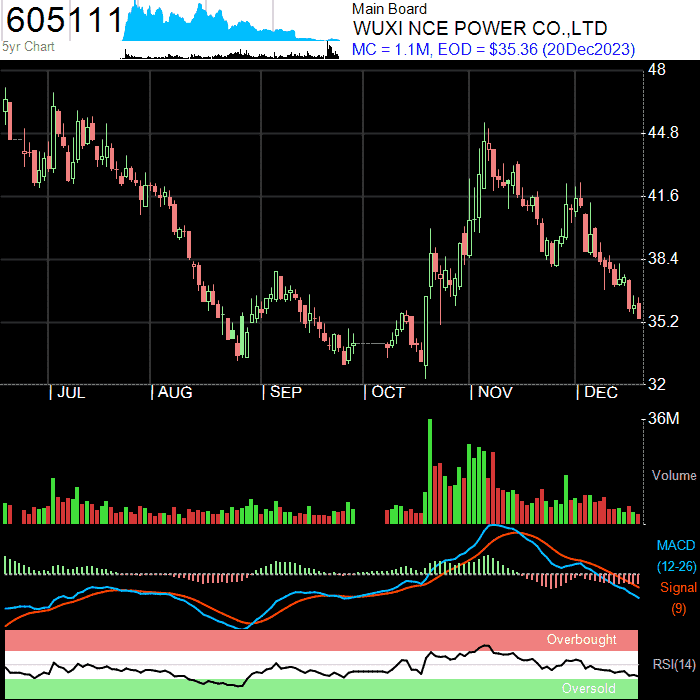 605111
5yr Chart
Main Board
WUXI NCE POWER CO.,LTD
MC = 1.1M, EOD = $35.36 (20Dec2023)
48
44.8
41.6
38.4
35.2
32
JUL AUG SEP OCT NOV DEC
36M
Volume
MACD
(12-26)
Signal
(9)
Overbought
RSI(14)
Oversold